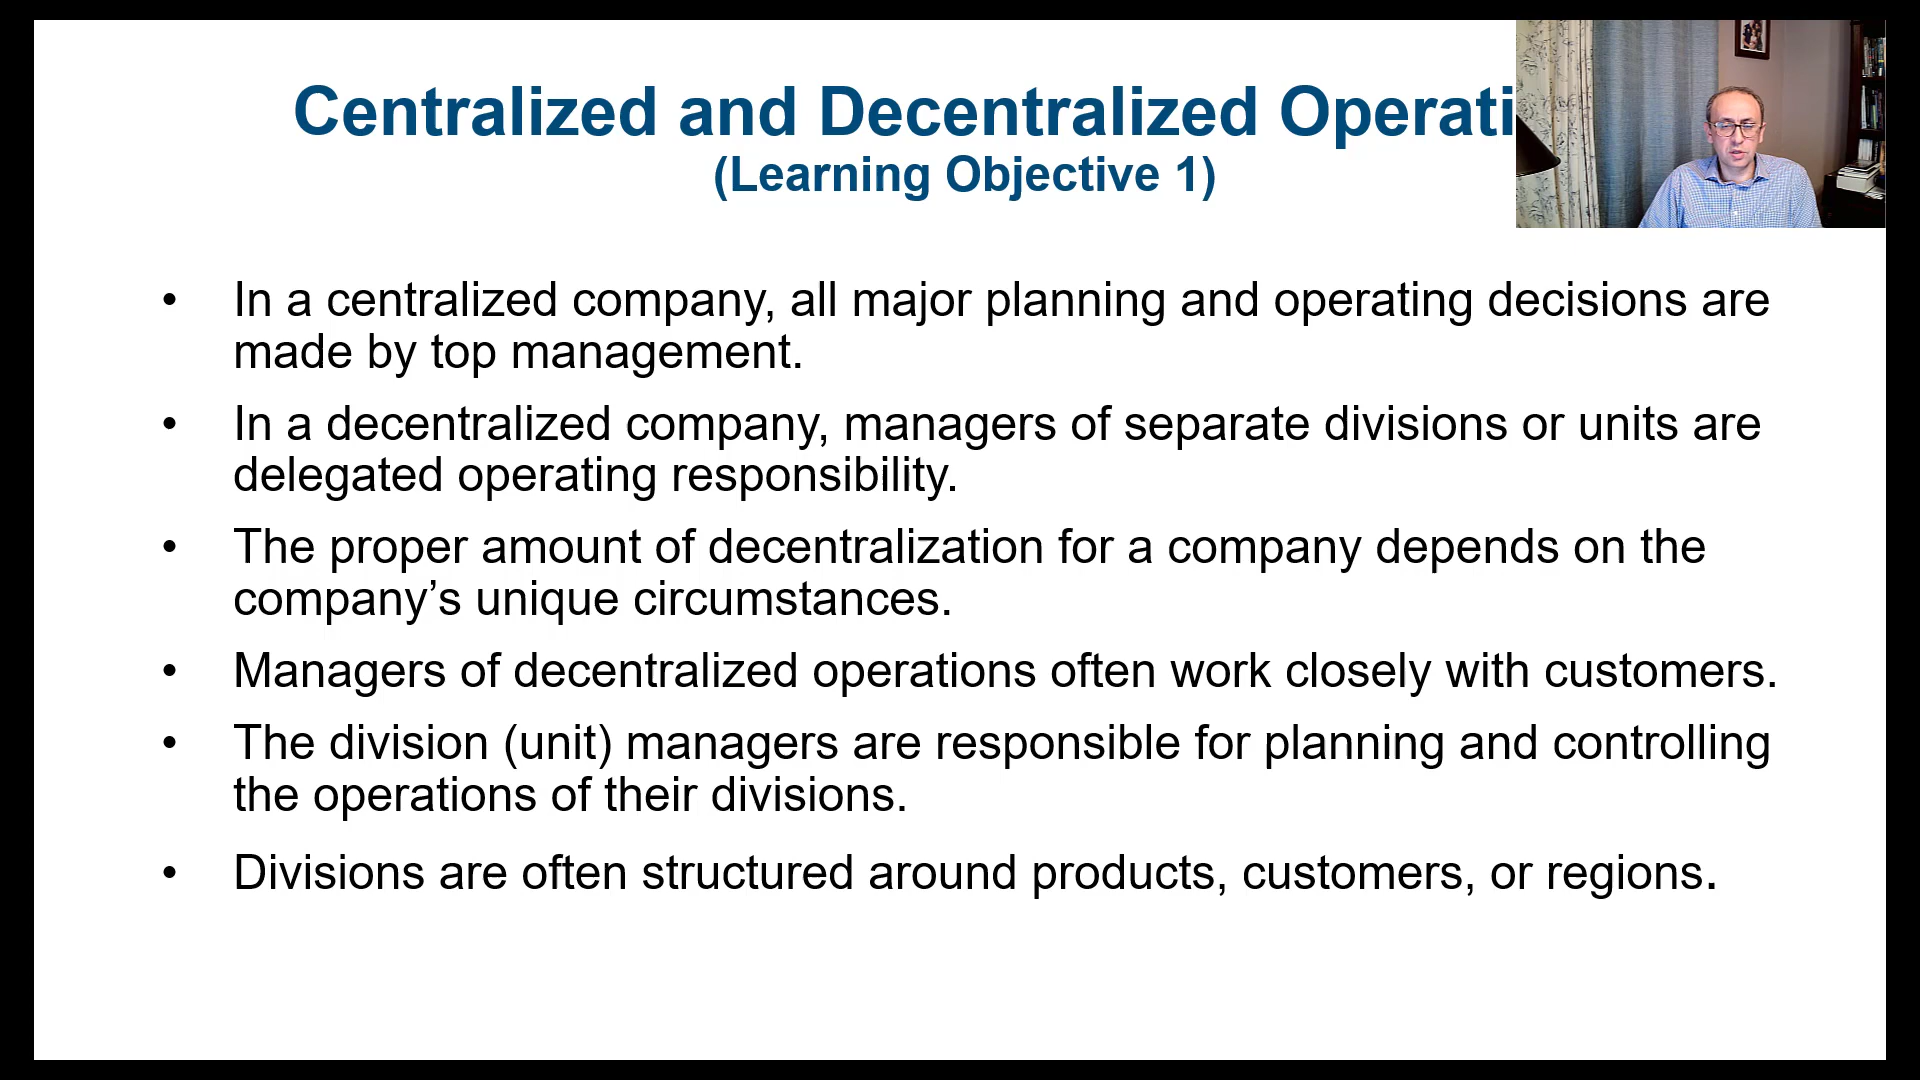 Centralized and Decentralized Operati
(Learning Objective 1)
• In a centralized company, all major planning and operating decisions are
made by top management.
• In a decentralized company, managers of separate divisions or units are
delegated operating responsibility.
• The proper amount of decentralization for a company depends on the
company’s unique circumstances.
• Managers of decentralized operations often work closely with customers.
• The division (unit) managers are responsible for planning and controlling
the operations of their divisions.
• Divisions are often structured around products, customers, or regions.